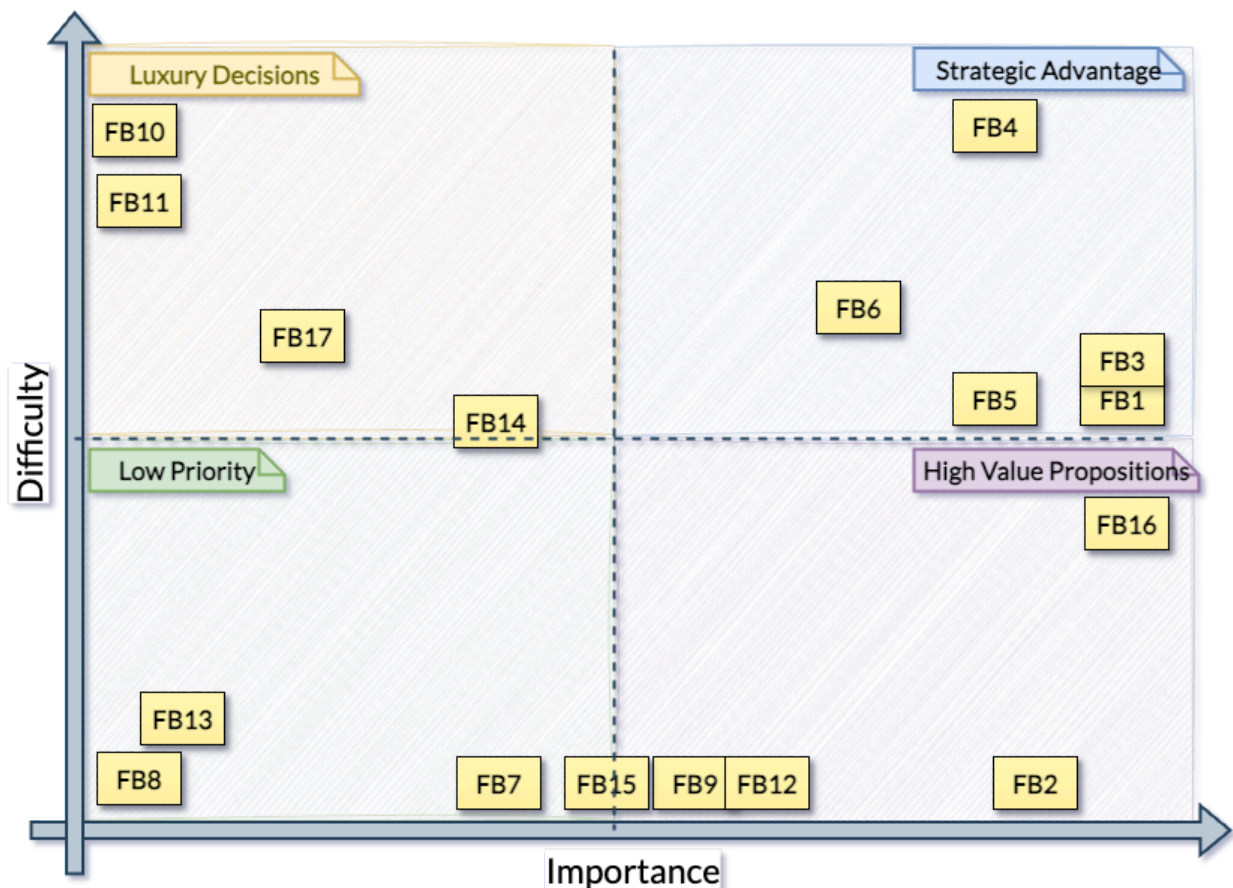 Luxury Decisions
Strategic Advantage
FB10
FB4
FB11
FB6
FB17
FB3
FB5
FB1
FB14
Difficulty
Low Priority
High Value Propositions
FB16
FB13
FB8
FB7
FB15
FB9
FB12
FB2
Importance